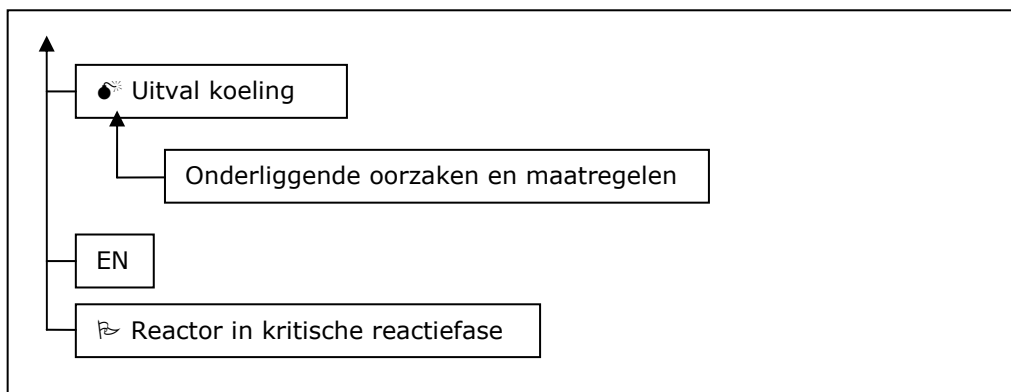 💣 Uitval koeling
Onderliggende oorzaken en maatregelen
EN
🏱 Reactor in kritische reactiefase